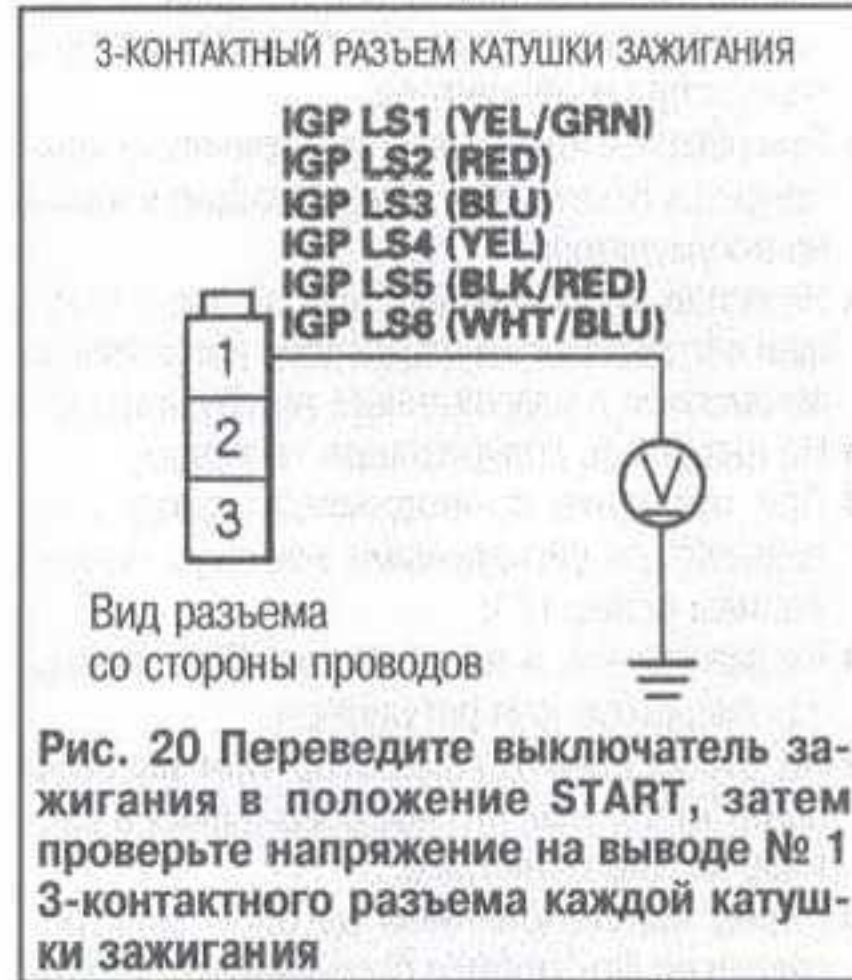 3-КОНТАКТНЫЙ РАЗЪЕМ КАТУШКИ ЗАЖИГАНИЯ
IGP LS1 (YEL/GRN)
IGP LS2 (RED)
IGP LS3 (BLU)
IGP LS4 (YEL)
IGP LS5 (BLK/RED)
IGP LS6 (WHT/BLU)
1
2
3
V
Вид разъема
со стороны проводов
Рис. 20 Переведите выключатель за-
жигания в положение START, затем
проверьте напряжение на выводе № 1
3-контактного разъема каждой катуш-
ки зажигания